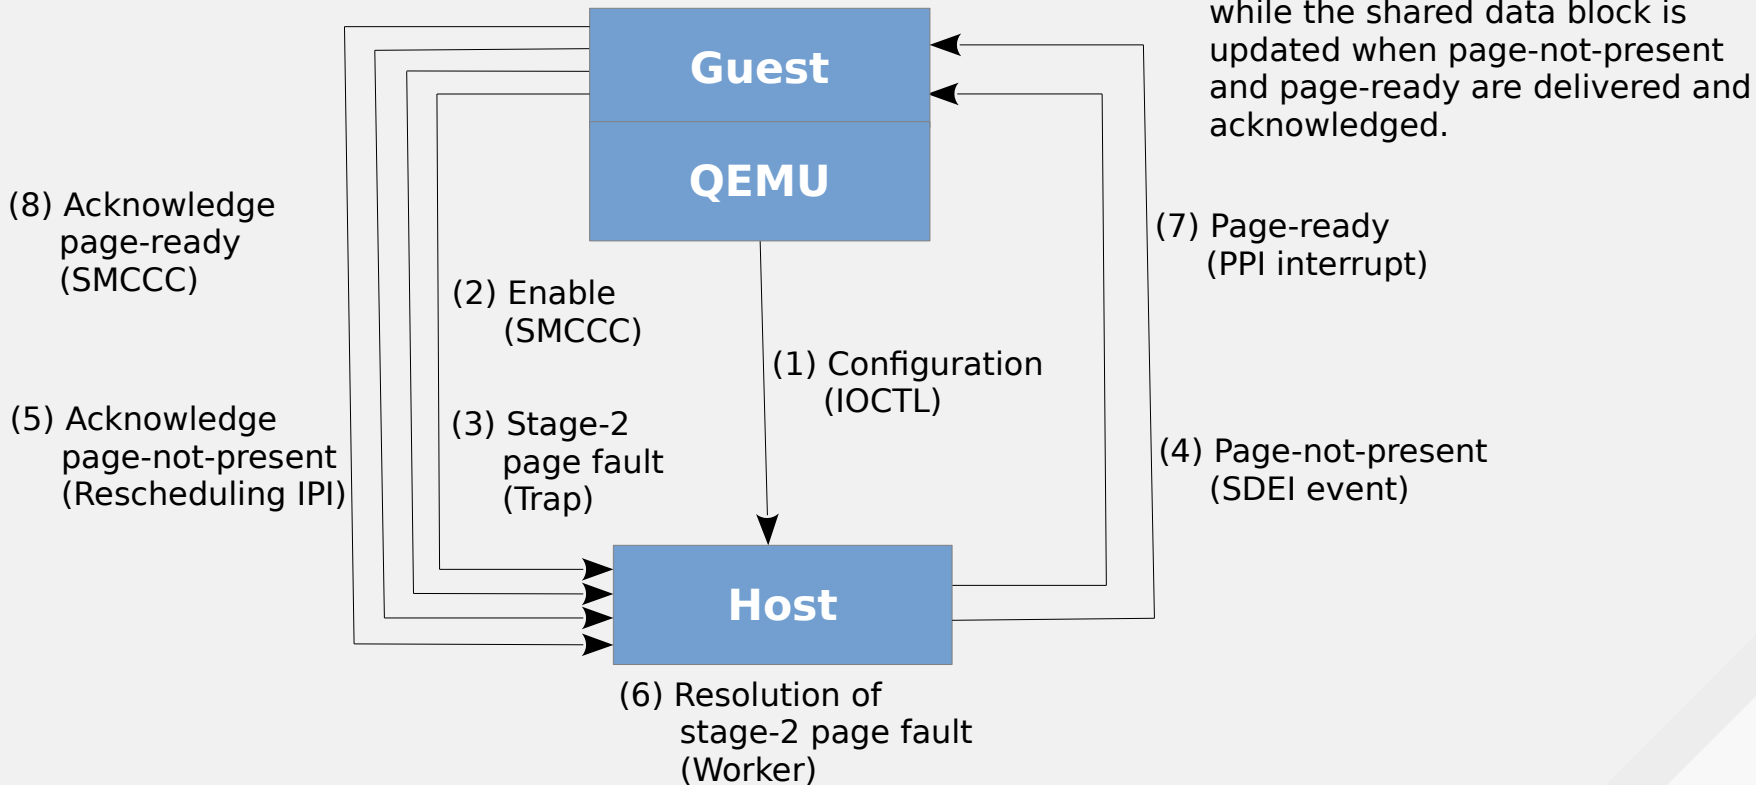 while the shared data block is
updated when page-not-present
and page-ready are delivered and
acknowledged.
Guest
QEMU
(8) Acknowledge
page-ready
(SMCCC)
(7) Page-ready
(PPI interrupt)
(2) Enable
(SMCCC)
(1) Configuration
(IOCTL)
(5) Acknowledge
page-not-present
(Rescheduling IPI)
(3) Stage-2
page fault
(Trap)
(4) Page-not-present
(SDEI event)
Host
(6) Resolution of
stage-2 page fault
(Worker)